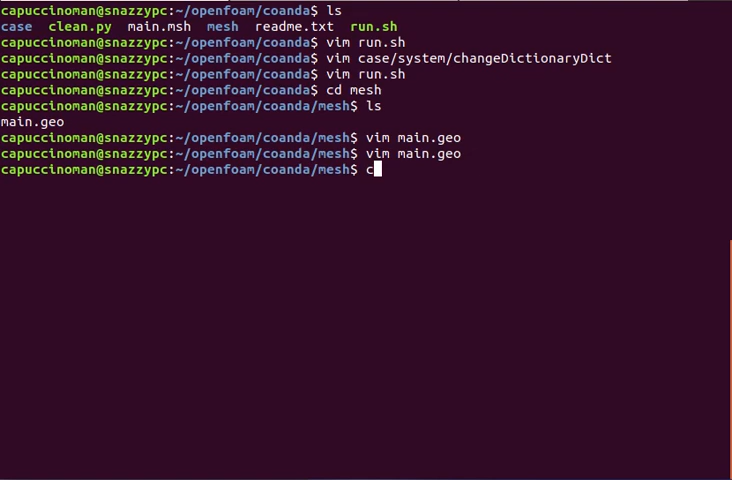 capuccinoman@snazzypc:~/openfoam/coanda$ ls
case  clean.py  main.msh  mesh  readme.txt  run.sh
capuccinoman@snazzypc:~/openfoam/coanda$ vim run.sh
capuccinoman@snazzypc:~/openfoam/coanda$ vim case/system/changeDictionaryDict
capuccinoman@snazzypc:~/openfoam/coanda$ vim run.sh
capuccinoman@snazzypc:~/openfoam/coanda$ cd mesh
capuccinoman@snazzypc:~/openfoam/coanda/mesh$ ls
main.geo
capuccinoman@snazzypc:~/openfoam/coanda/mesh$ vim main.geo
capuccinoman@snazzypc:~/openfoam/coanda/mesh$ vim main.geo
capuccinoman@snazzypc:~/openfoam/coanda/mesh$ c